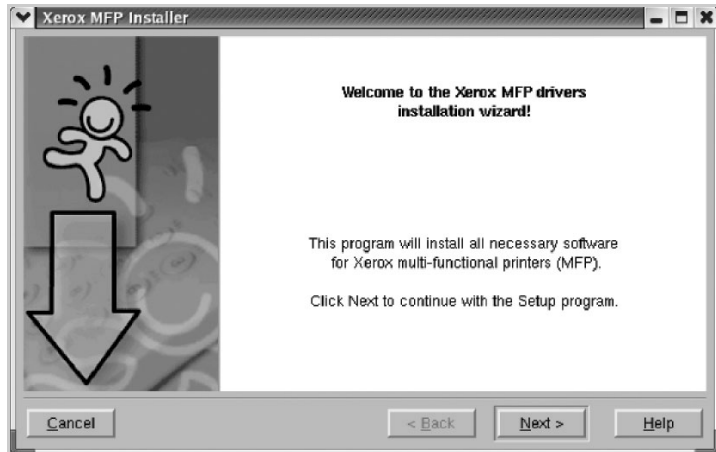 Xerox MFP Installer
Welcome to the Xerox MFP drivers
installation wizard!
This program will install all necessary software
for Xerox multi-functional printers (MFP).
Click Next to continue with the Setup program.
Cancel
< Back
Next >
Help